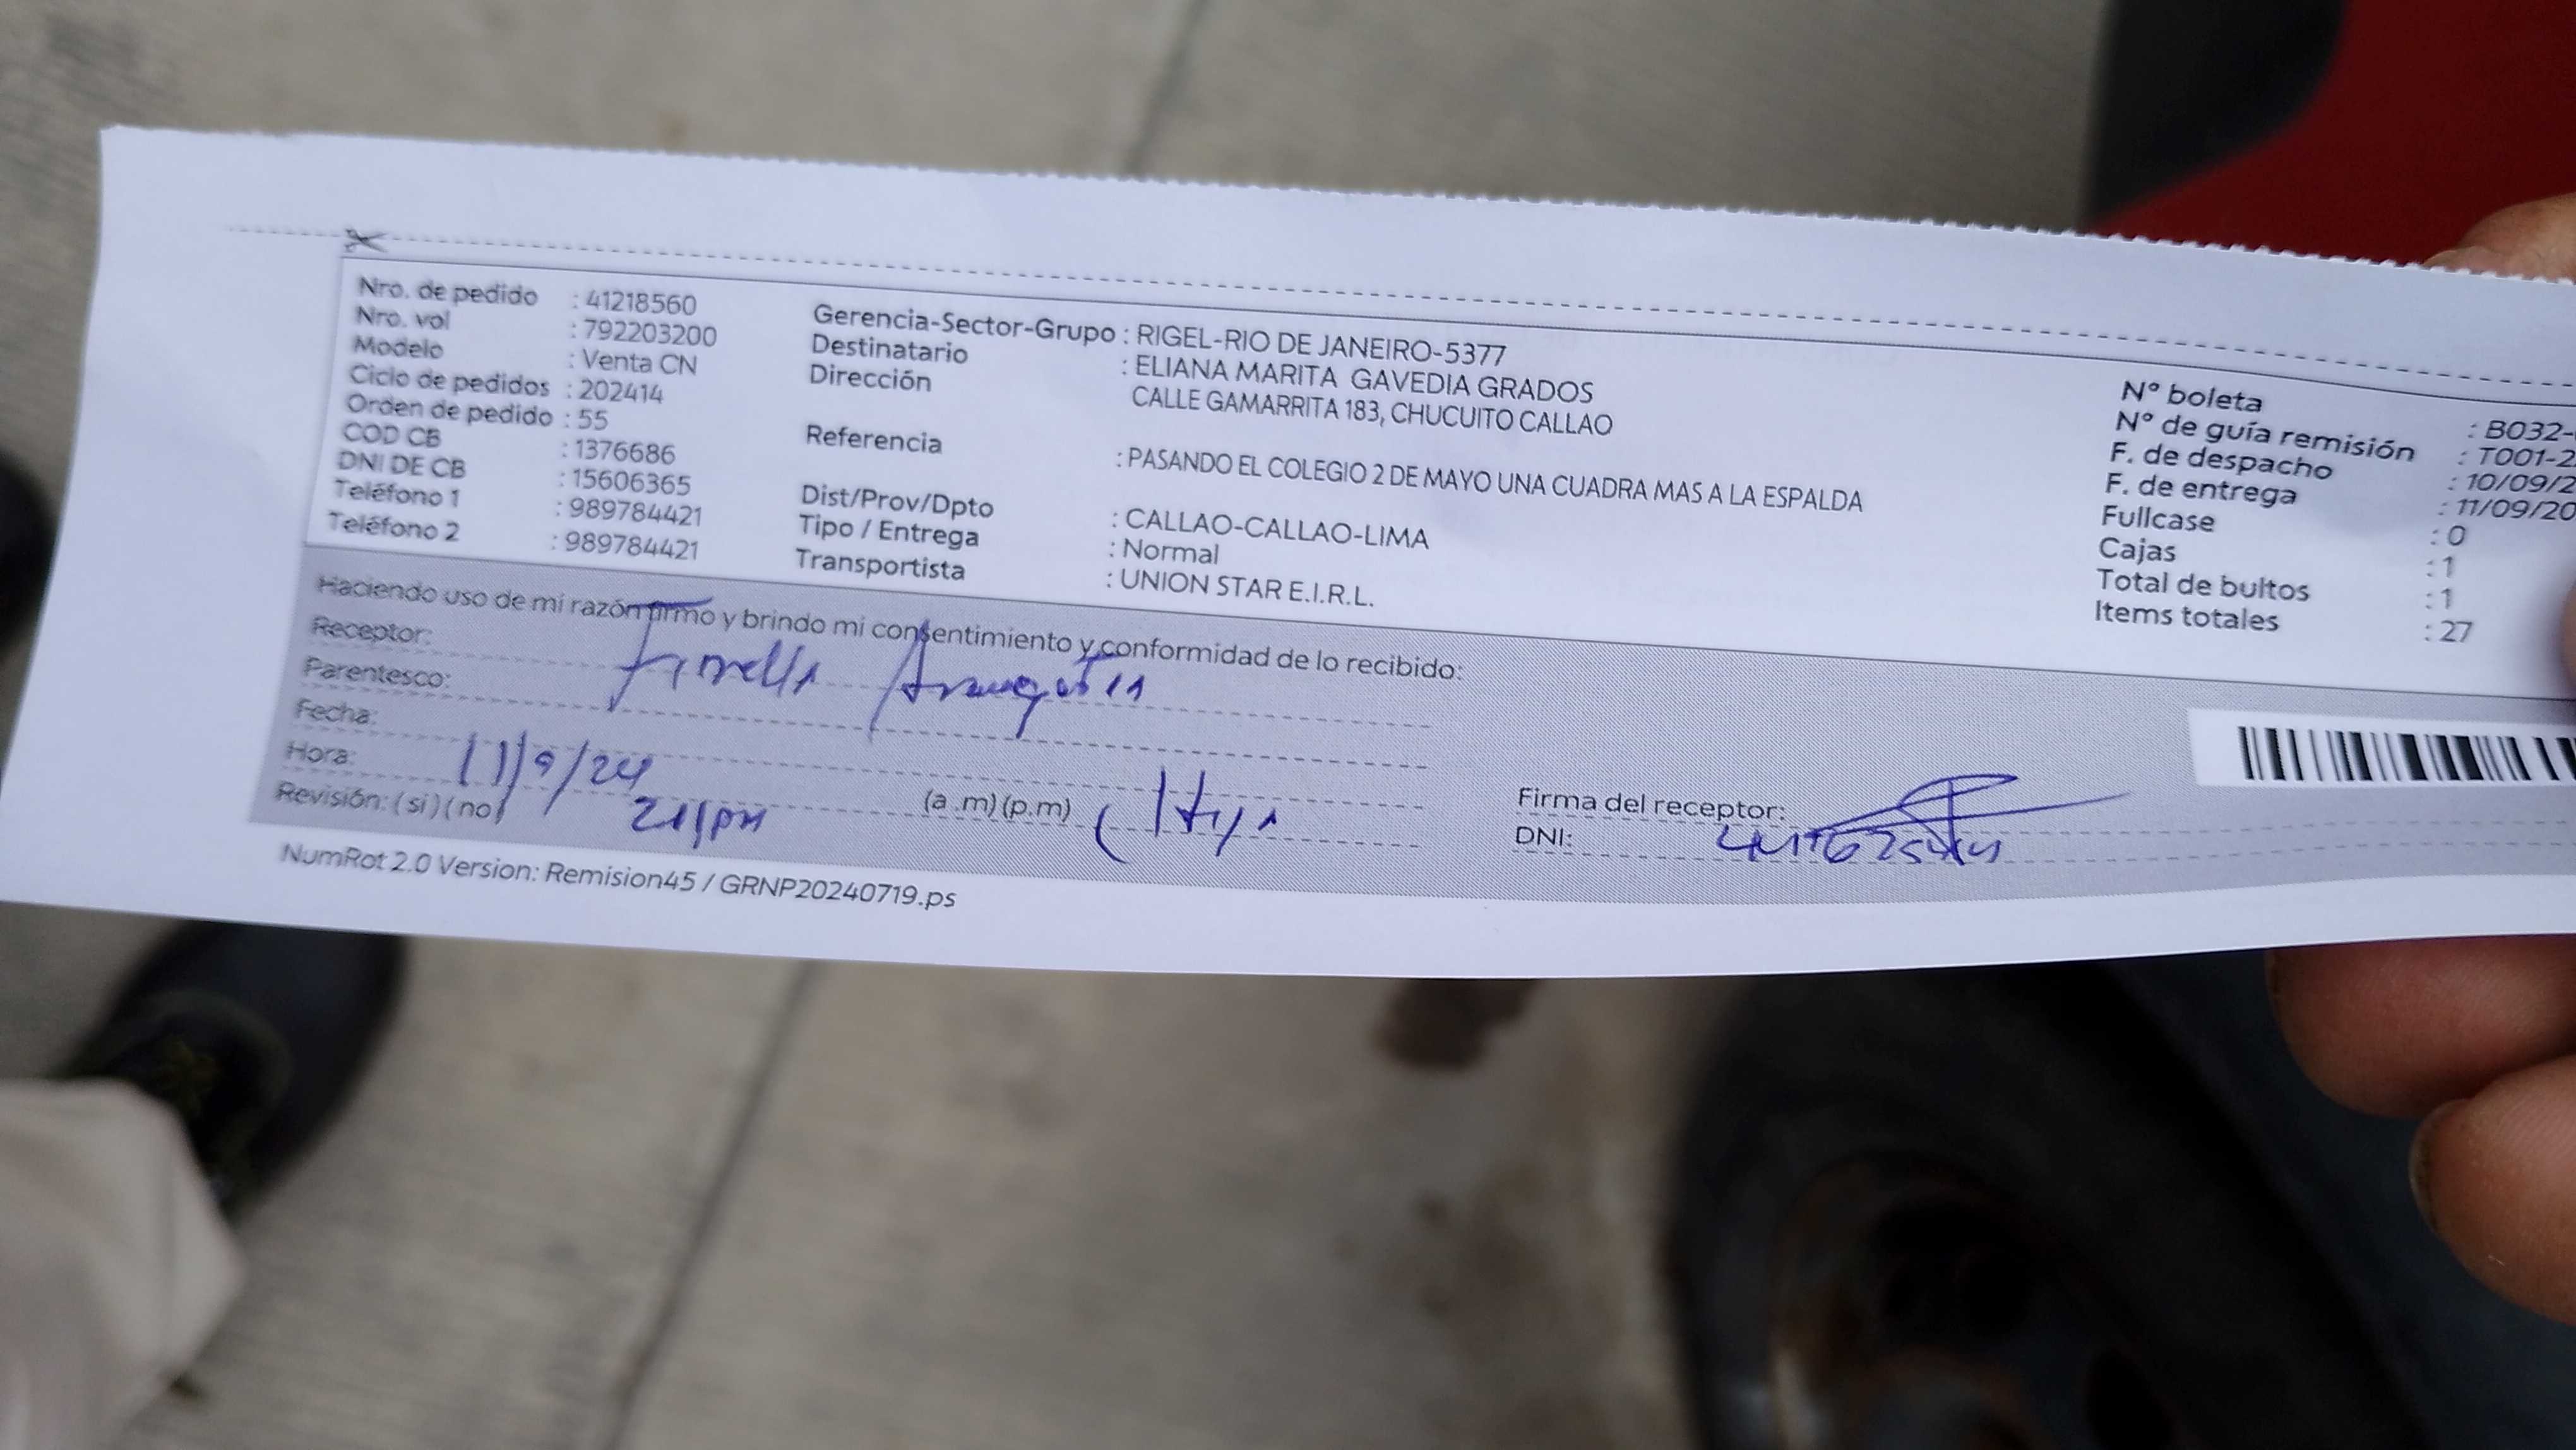 Nro. de pedido : 41218560
Nro. vol : 792203200
Modelo : Venta CN
Ciclo de pedidos : 202414
Orden de pedido : 55
COD CB : 1376686
DNI DE CB : 15606365
Teléfono 1 : 989784421
Teléfono 2 : 989784421
Gerencia-Sector-Grupo : RIGEL-RIO DE JANEIRO-5377
Destinatario : ELIANA MARITA GAVEDIA GRADOS
Dirección CALLE GAMARRITA 183, CHUCUITO CALLAO
Referencia : PASANDO EL COLEGIO 2 DE MAYO UNA CUADRA MAS A LA ESPALDA
Dist/Prov/Dpto : CALLAO-CALLAO-LIMA
Tipo / Entrega : Normal
Transportista : UNION STAR E.I.R.L.
Nº boleta : B032-
Nº de guía remisión : T001-2
F. de despacho : 10/09/2
F. de entrega : 11/09/20
Fullcase : 0
Cajas : 1
Total de bultos : 1
Items totales : 27
Haciendo uso de mi razón firmo y brindo mi consentimiento y conformidad de lo recibido:
Receptor:
Parentesco:
Fecha: 11/9/24
Hora: (a .m) (p.m)
Revisión: (si) (no)
Firma del receptor:
DNI:
NumRot 2.0 Version: Remision45 / GRNP20240719.ps